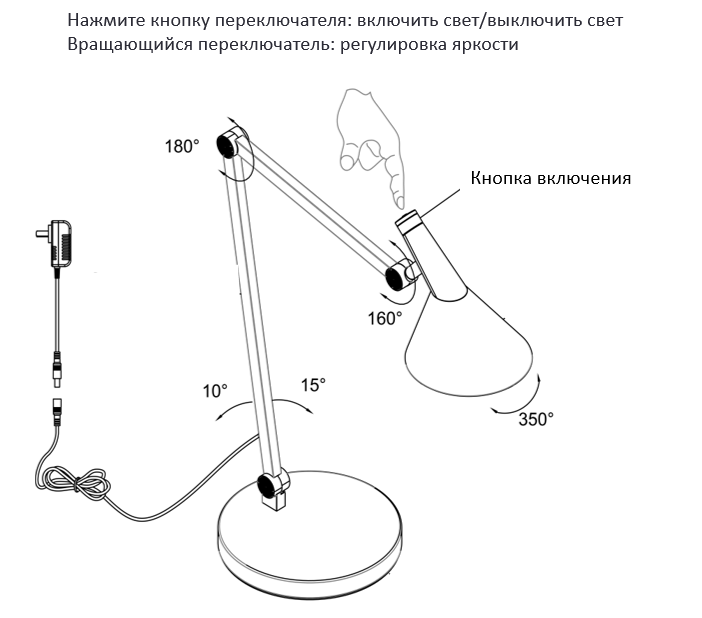 Нажмите кнопку переключателя: включить свет/выключить свет
Вращающийся переключатель: регулировка яркости
180°
Кнопка включения
160°
10°
15°
350°